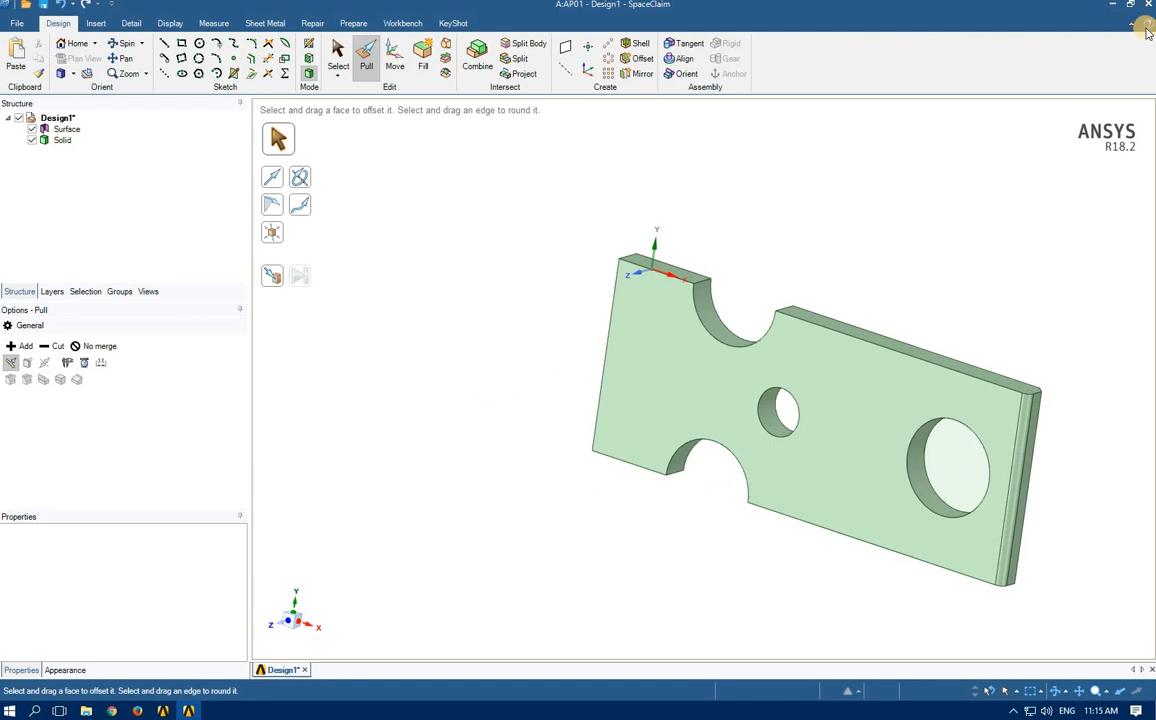 A:AP01 - Design1 - SpaceClaim
File Design Insert Detail Display Measure Sheet Metal Repair Prepare Workbench KeyShot
Home Spin Split Body Shell Tangent Rigid
Paste Plan View Pan Select Pull Move Fill Combine Split Offset Align Gear
Zoom Project Mirror Orient Anchor
Clipboard Orient Sketch Mode Edit Intersect Create Assembly
Structure
Select and drag a face to offset it. Select and drag an edge to round it.
Design1*
Surface
Solid
ANSYS
R18.2
Y
Z X
Structure Layers Selection Groups Views
Options - Pull
General
Add Cut No merge
Properties
Y
Z X
Properties Appearance
Design1*
Select and drag a face to offset it. Select and drag an edge to round it.
ENG 11:15 AM